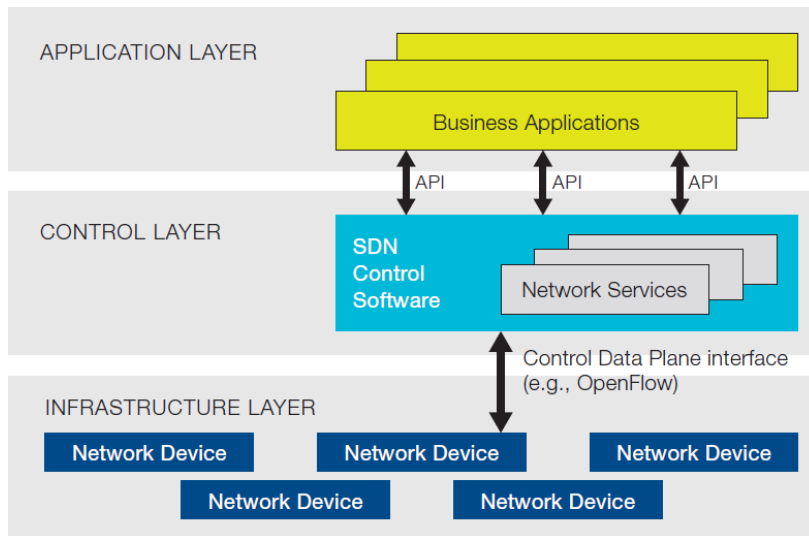 APPLICATION LAYER
Business Applications
API
API
API
CONTROL LAYER
SDN
Control
Software
Network Services
Control Data Plane interface
(e.g., OpenFlow)
INFRASTRUCTURE LAYER
Network Device
Network Device
Network Device
Network Device
Network Device